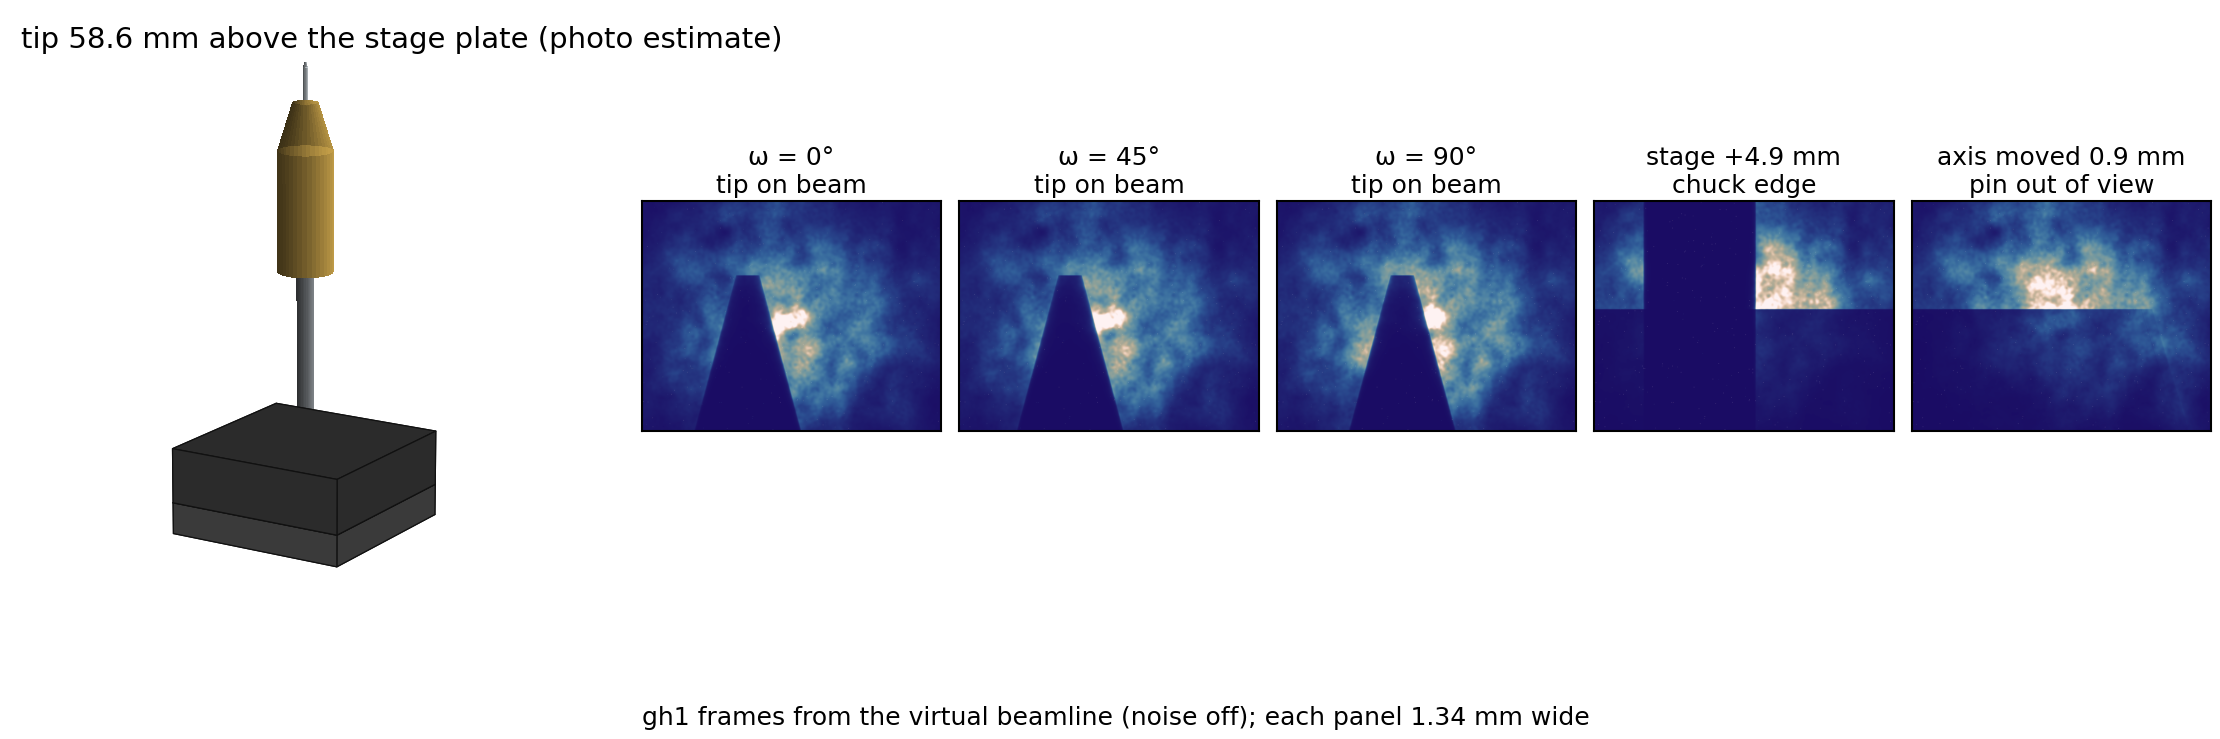 tip 58.6 mm above the stage plate (photo estimate)
ω = 0°
tip on beam
ω = 45°
tip on beam
ω = 90°
tip on beam
stage +4.9 mm
chuck edge
axis moved 0.9 mm
pin out of view
gh1 frames from the virtual beamline (noise off); each panel 1.34 mm wide